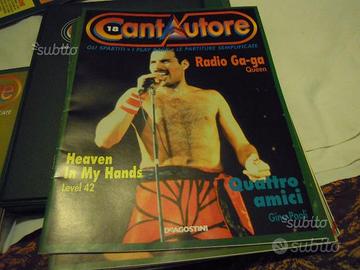 18
CantAutore
GLI SPARTITI • I PLAY BACK • LE PARTITURE SEMPLIFICATE
Radio Ga-ga
Queen
Heaven
In My Hands
Level 42
Quattro
amici
Gino Paoli
DeAGOSTINI
subito
subito
subito
subito